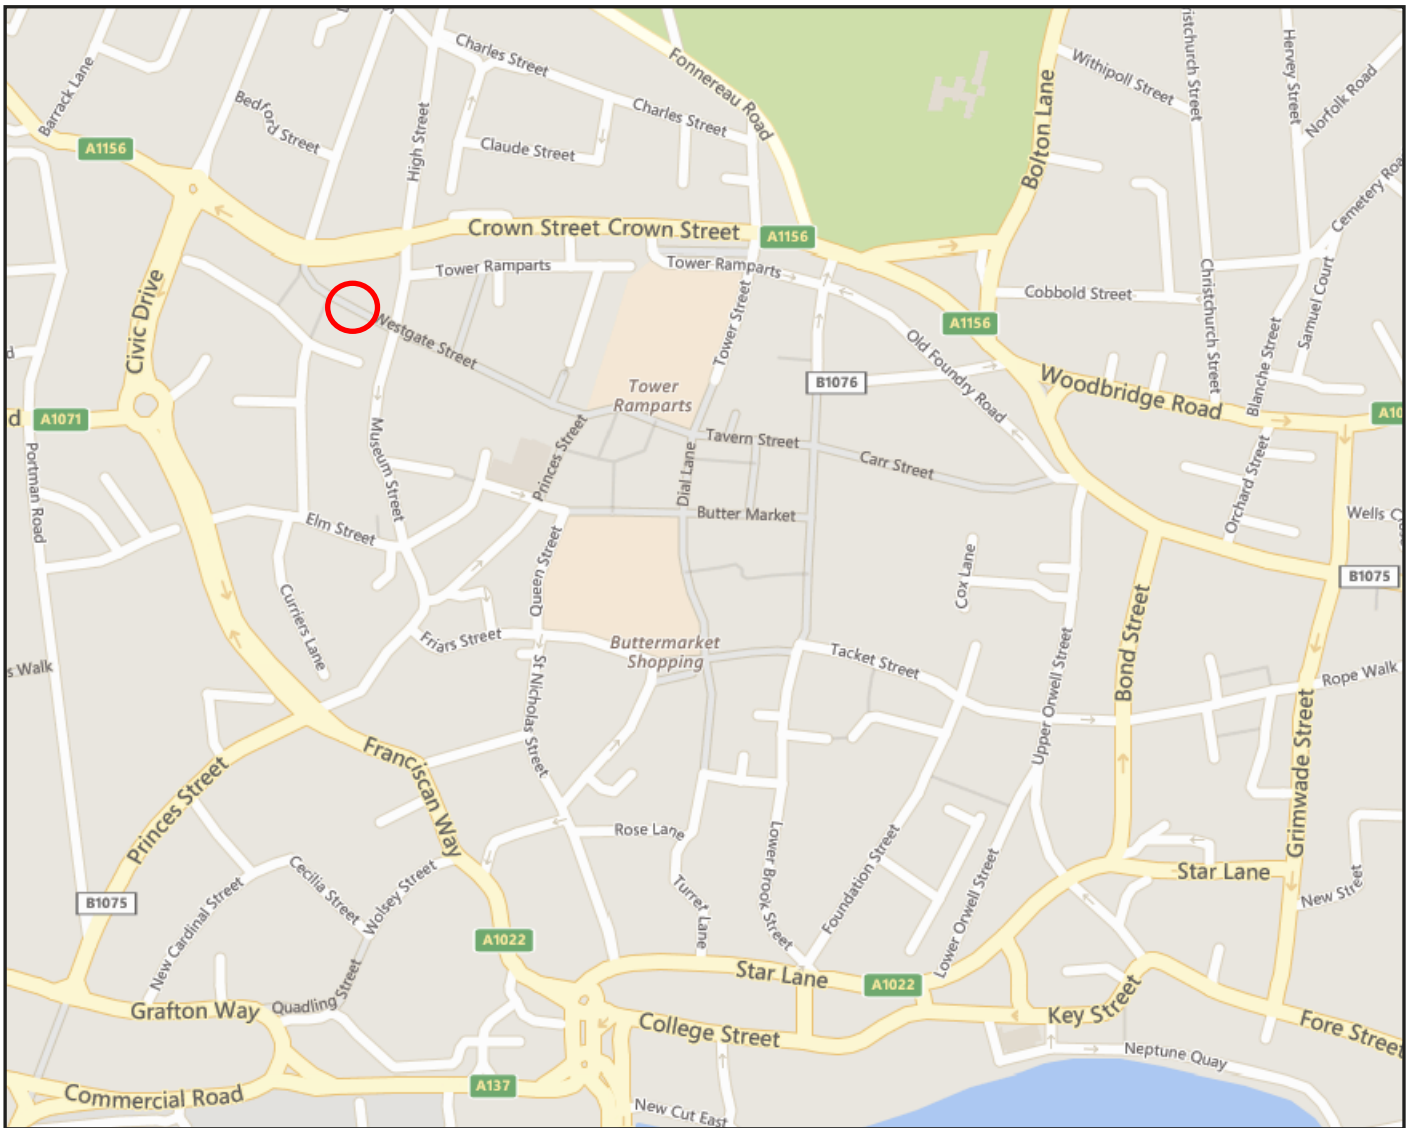 Charles Street
Fonnereau Road
Withipoll Street
ristchurch Street
Hervey Street
Norfolk Road
Barrack Lane
Bedford Street
High Street
Charles Street
Bolton Lane
A1156
Claude Street
Cemetery Roa
Crown Street Crown Street
A1156
Tower Ramparts
Tower Ramparts
Civic Drive
Cobbold Street
Christchurch Street
Samuel Court
Westgate Street
Tower Street
A1156
Old Foundry Road
Blanche Street
d
Tower
Ramparts
B1076
Woodbridge Road
d
A1071
A10
Museum Street
Princes Street
Dial Lane
Tavern Street
Carr Street
Portman Road
Orchard Street
Elm Street
Butter Market
Wells C
Queen Street
Cox Lane
B1075
Curriers Lane
Friars Street
Buttermarket
Shopping
Bond Street
Upper Orwell Street
s Walk
St Nicholas Street
Tacket Street
Rope Walk
Grimwade Street
Franciscan Way
Princes Street
Rose Lane
Lower Brook Street
Foundation Street
Lower Orwell Street
Star Lane
Cecilia Street
Wolsey Street
New Cardinal Street
Turret Lane
New Street
B1075
A1022
Star Lane
A1022
Grafton Way
Quadling Street
College Street
Key Street
Fore Street
Neptune Quay
Commercial Road
A137
New Cut East